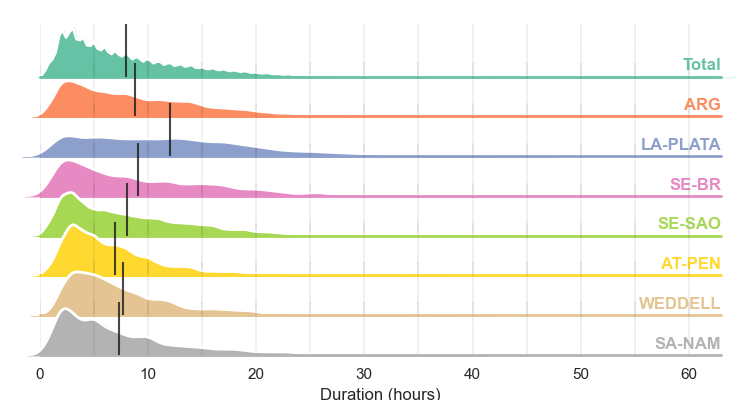 Total
ARG
LA-PLATA
SE-BR
SE-SAO
AT-PEN
WEDDELL
SA-NAM
0 10 20 30 40 50 60
Duration (hours)